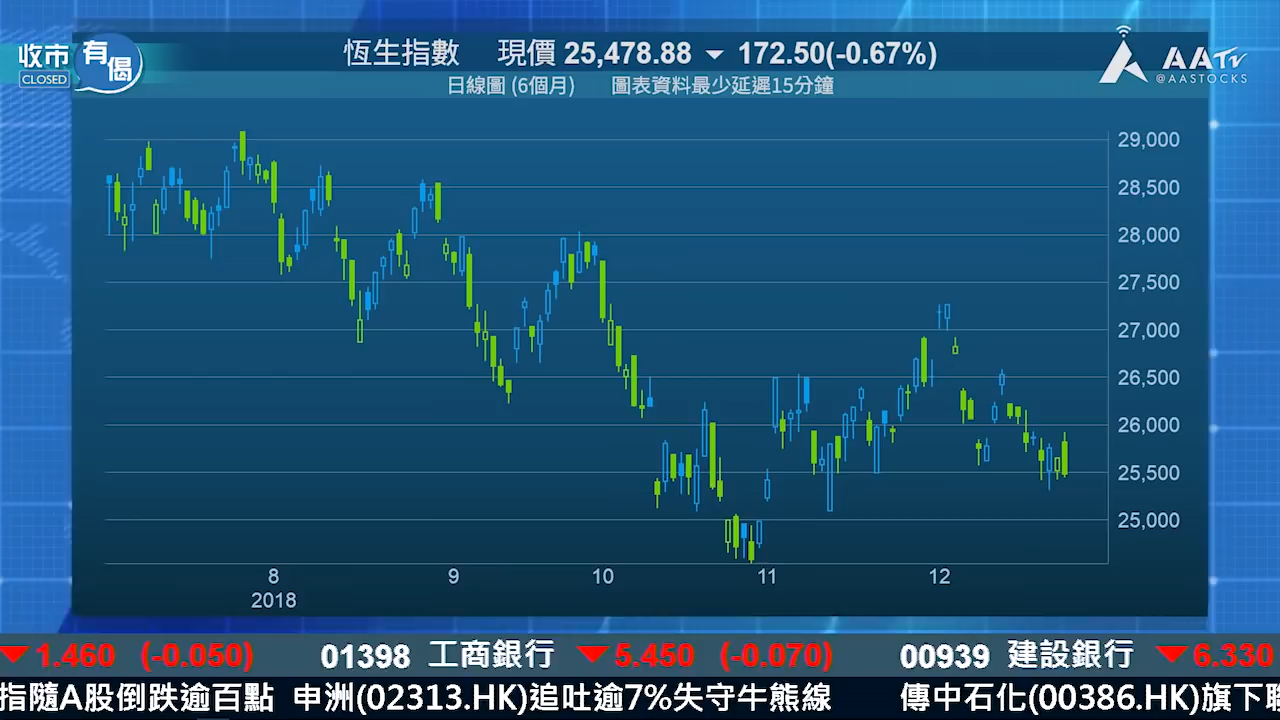 收市
CLOSED
有偈
恆生指數 現價 25,478.88 172.50(-0.67%)
日線圖 (6個月) 圖表資料最少延遲15分鐘
AATV
@AASTOCKS
29,000
28,500
28,000
27,500
27,000
26,500
26,000
25,500
25,000
8 9 10 11 12
2018
1.460 (-0.050) 01398 工商銀行 5.450 (-0.070) 00939 建設銀行 6.330
指隨A股倒跌逾百點 申洲(02313.HK)追吐逾7%失守牛熊線 傳中石化(00386.HK)旗下聯